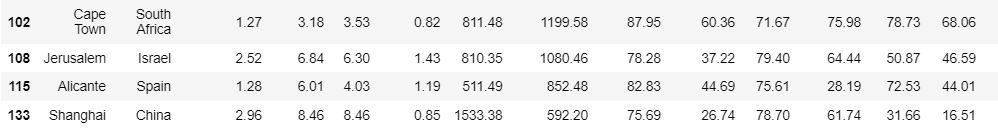 102 Cape Town South Africa 1.27 3.18 3.53 0.82 811.48 1199.58 87.95 60.36 71.67 75.98 78.73 68.06
108 Jerusalem Israel 2.52 6.84 6.30 1.43 810.35 1080.46 78.28 37.22 79.40 64.44 50.87 46.59
115 Alicante Spain 1.28 6.01 4.03 1.19 511.49 852.48 82.83 44.69 75.61 28.19 72.53 44.01
133 Shanghai China 2.96 8.46 8.46 0.85 1533.38 592.20 75.69 26.74 78.70 61.74 31.66 16.51